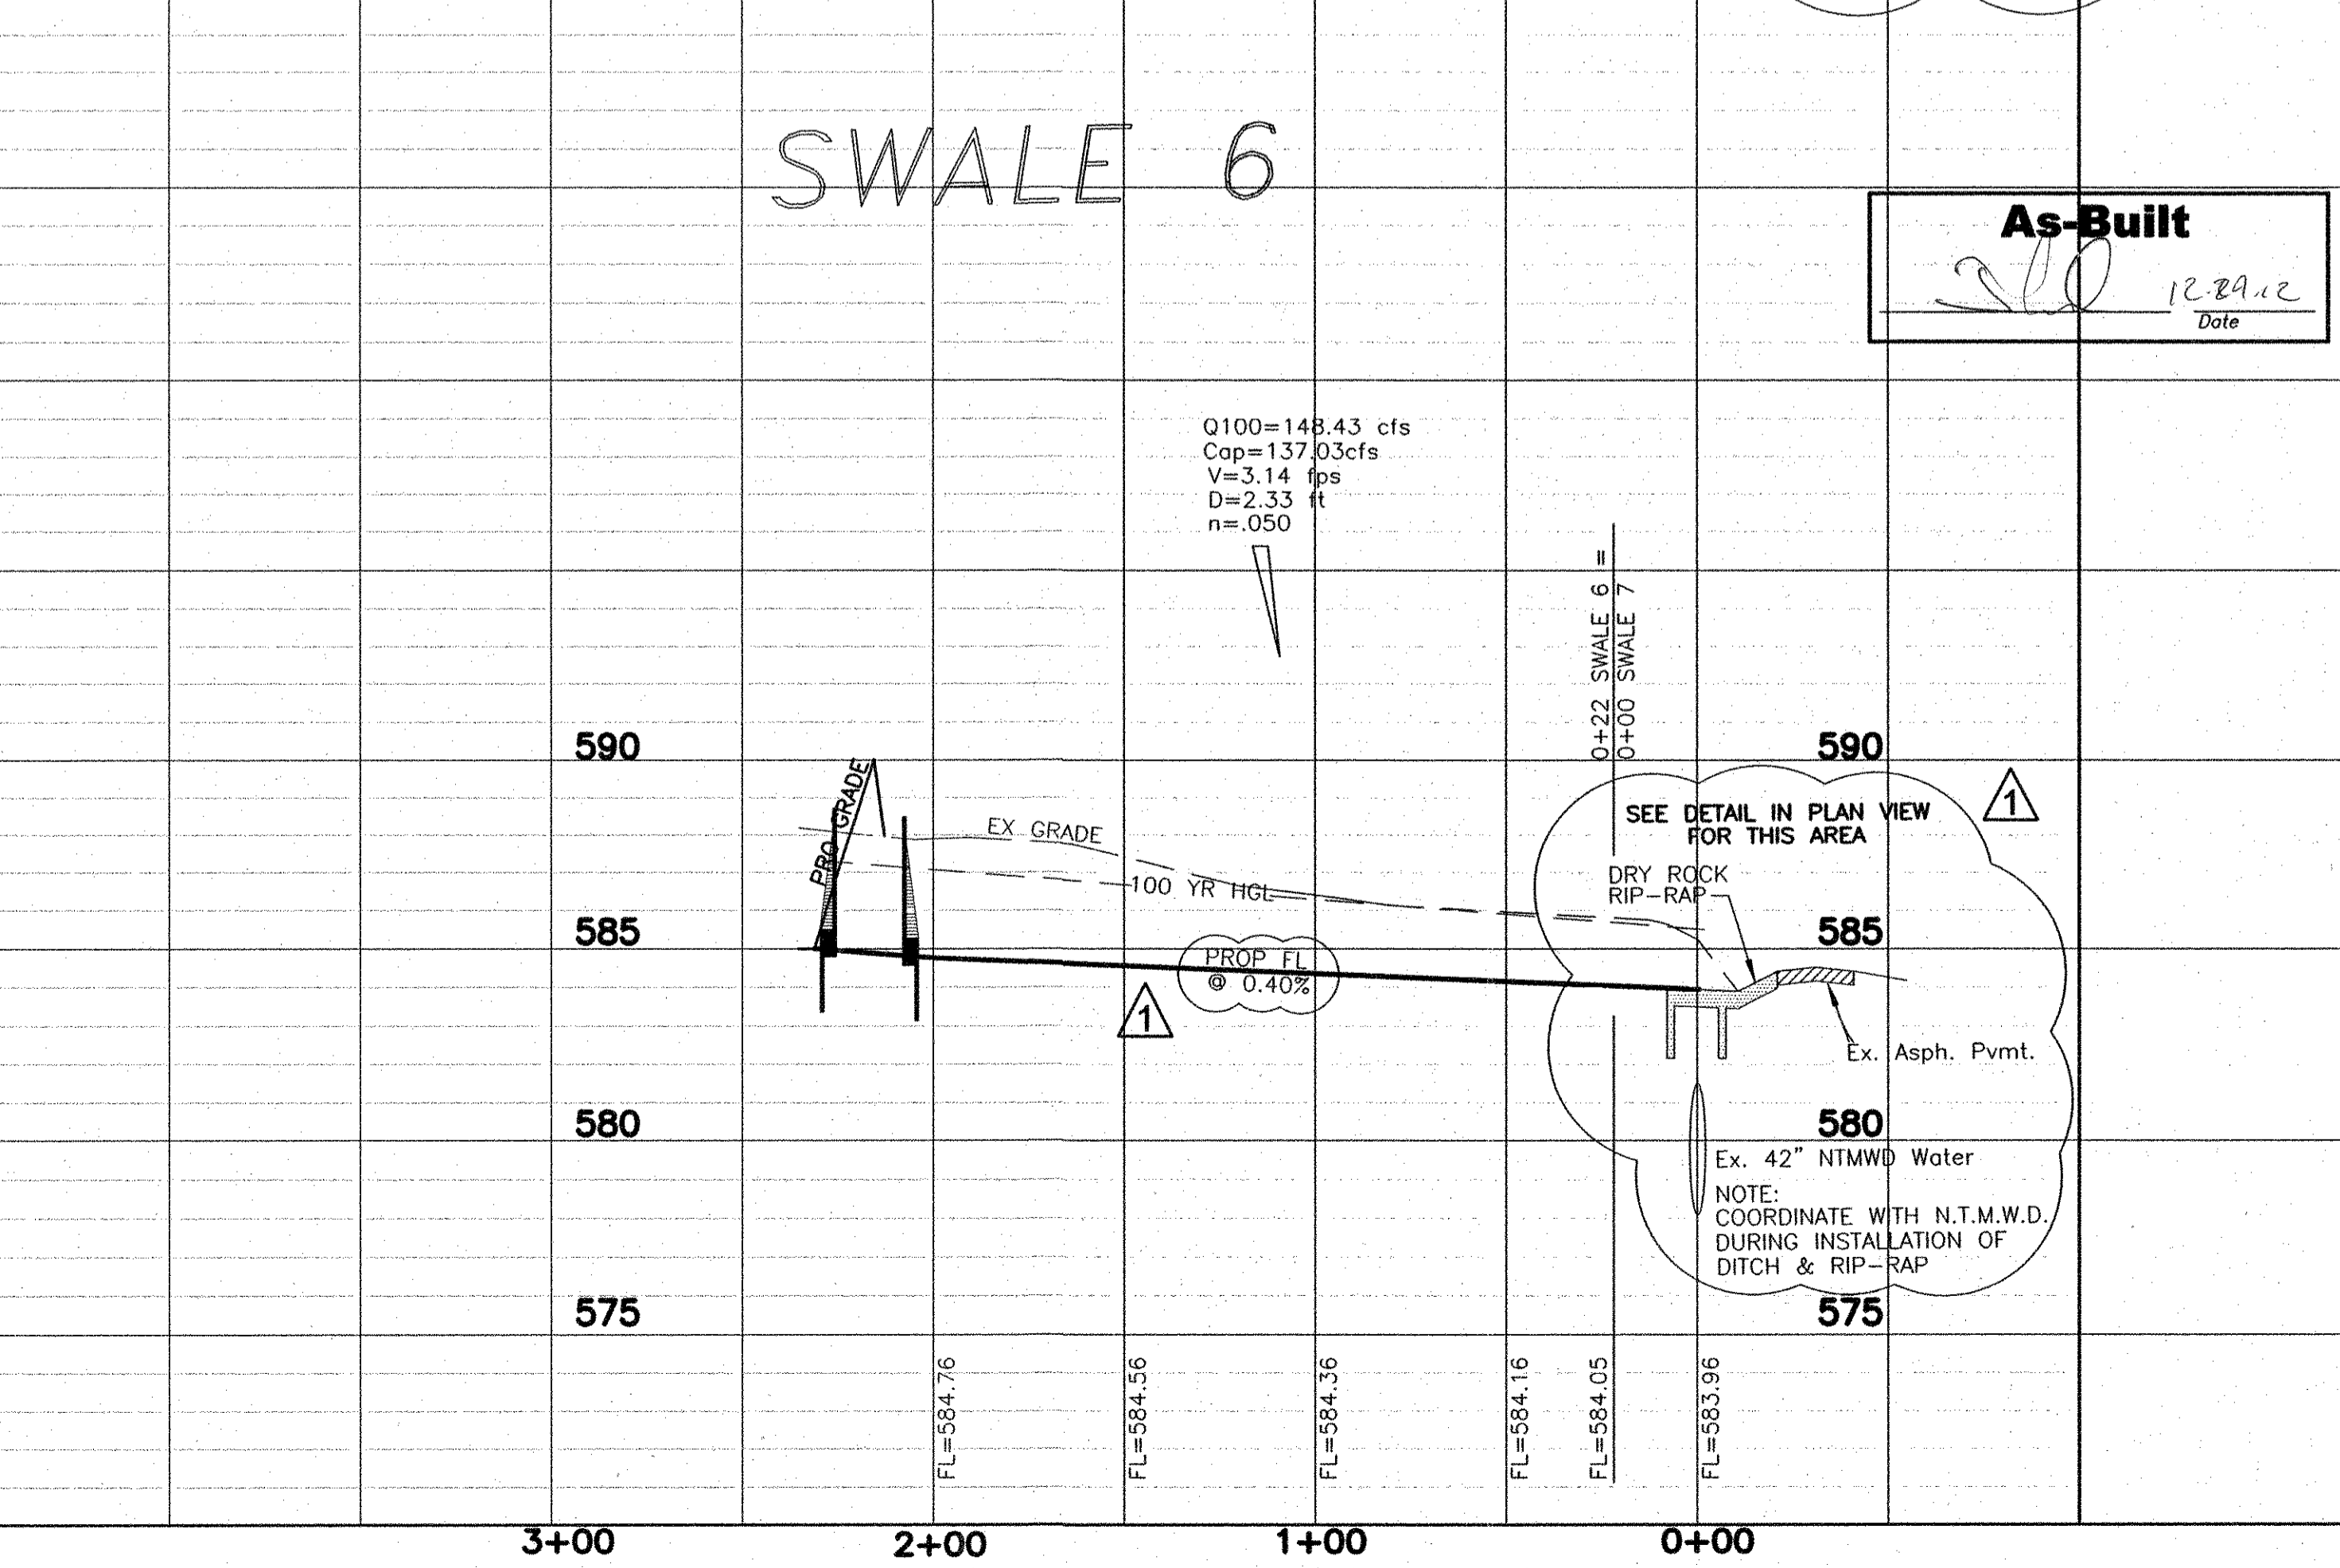 SWALE 6
As-Built
12.29.12
Date
Q100=148.43 cfs
Cap=137.03cfs
V=3.14 fps
D=2.33 ft
n=.050
0+22 SWALE 6 =
0+00 SWALE 7
590
590
PRO GRADE
EX GRADE
100 YR HGL
SEE DETAIL IN PLAN VIEW
FOR THIS AREA
1
DRY ROCK
RIP-RAP
585
585
PROP FL
@ 0.40%
1
Ex. Asph. Pvmt.
580
580
Ex. 42" NTMWD Water
NOTE:
COORDINATE WITH N.T.M.W.D.
DURING INSTALLATION OF
DITCH & RIP-RAP
575
575
FL=584.76
FL=584.56
FL=584.36
FL=584.16
FL=584.05
FL=583.96
3+00
2+00
1+00
0+00